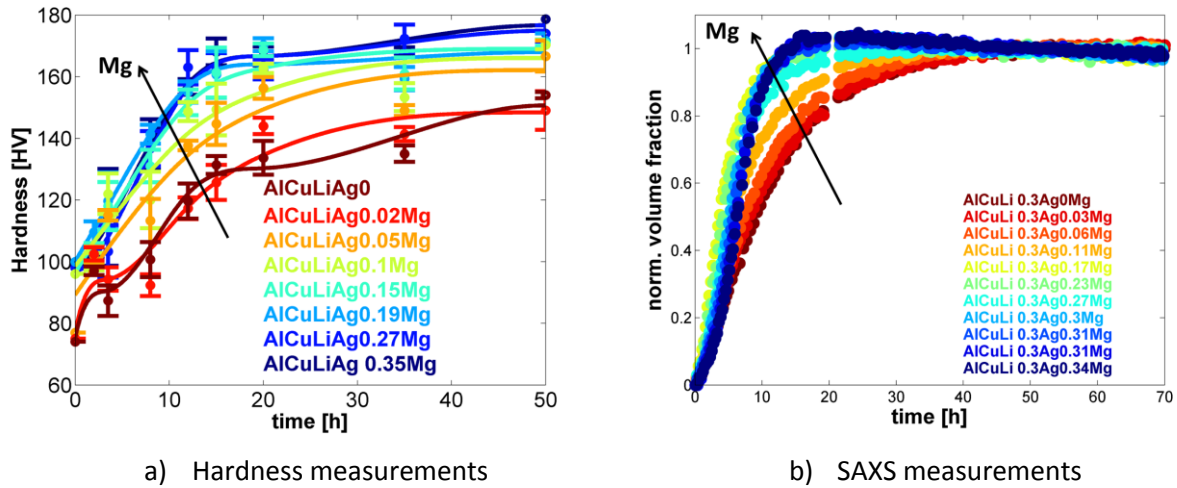 180
160
140
120
100
80
60
Hardness [HV]
Mg
AlCuLiAg0
AlCuLiAg0.02Mg
AlCuLiAg0.05Mg
AlCuLiAg0.1Mg
AlCuLiAg0.15Mg
AlCuLiAg0.19Mg
AlCuLiAg0.27Mg
AlCuLiAg 0.35Mg
0 10 20 30 40 50
time [h]
a) Hardness measurements
1
0.8
0.6
0.4
0.2
0
norm. volume fraction
Mg
AlCuLi 0.3Ag0Mg
AlCuLi 0.3Ag0.03Mg
AlCuLi 0.3Ag0.06Mg
AlCuLi 0.3Ag0.11Mg
AlCuLi 0.3Ag0.17Mg
AlCuLi 0.3Ag0.23Mg
AlCuLi 0.3Ag0.27Mg
AlCuLi 0.3Ag0.3Mg
AlCuLi 0.3Ag0.31Mg
AlCuLi 0.3Ag0.31Mg
AlCuLi 0.3Ag0.34Mg
0 10 20 30 40 50 60 70
time [h]
b) SAXS measurements